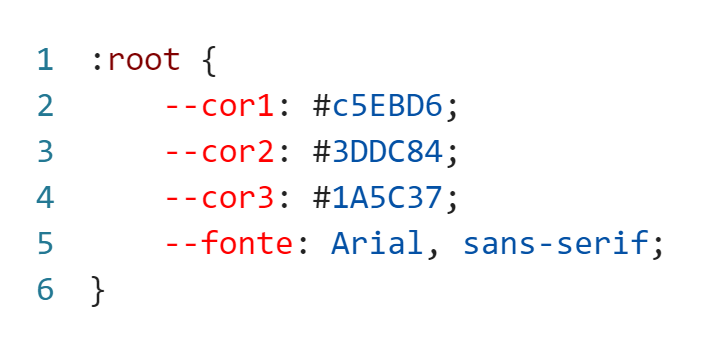 1 :root {
2     --cor1: #c5EBD6;
3     --cor2: #3DDC84;
4     --cor3: #1A5C37;
5     --fonte: Arial, sans-serif;
6 }